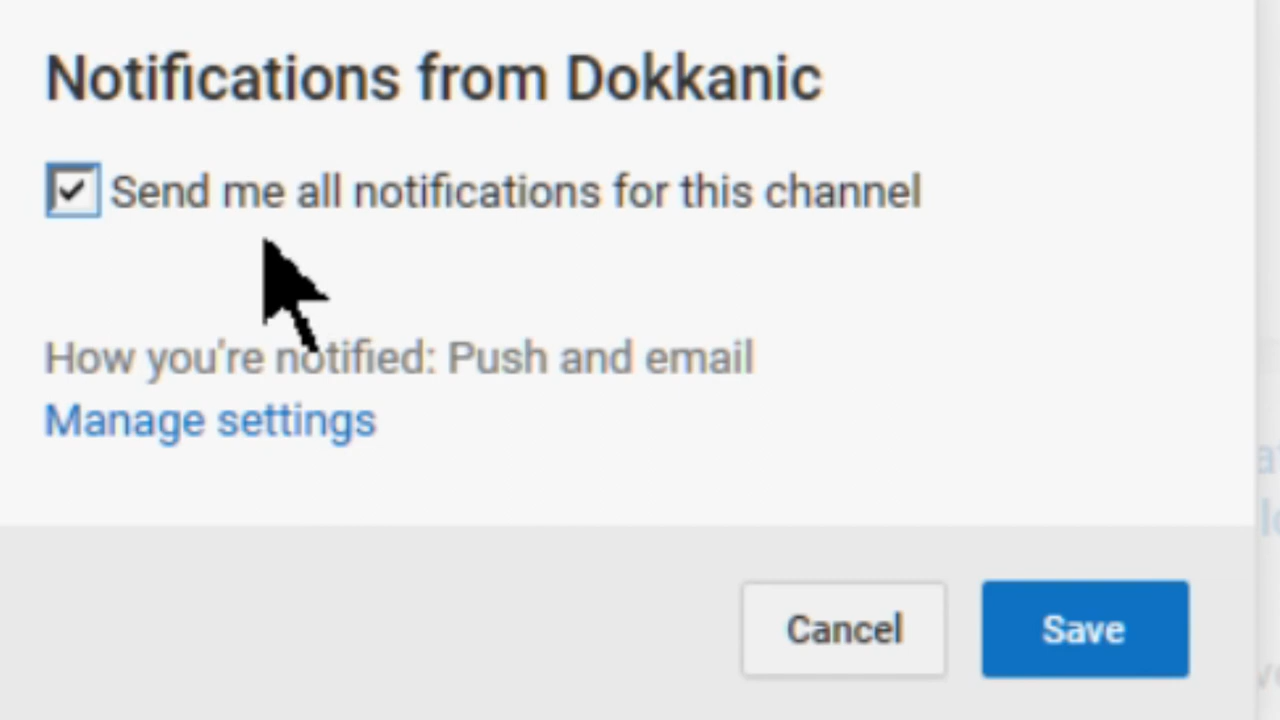 Notifications from Dokkanic
Send me all notifications for this channel
How you're notified: Push and email
Manage settings
Cancel
Save